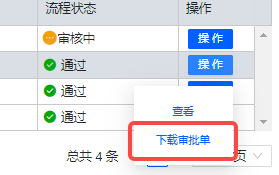 流程状态 操作
审核中 操 作
通过 操 作
通过
查看
通过
下载审批单
总共 4 条 页